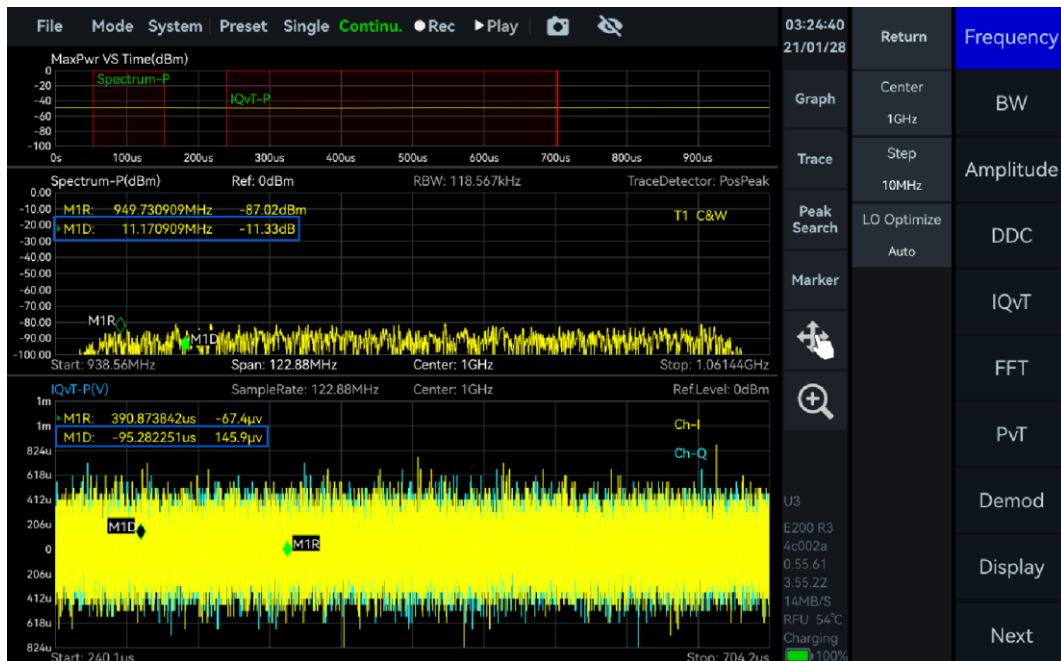 File Mode System Preset Single Continu. Rec Play
03:24:40
21/01/28
MaxPwr VS Time(dBm)
0
-20
-40
-60
-80
-100
Spectrum-P
IQvT-P
0s 100us 200us 300us 400us 500us 600us 700us 800us 900us
Spectrum-P(dBm) Ref: 0dBm RBW: 118.567kHz TraceDetector: PosPeak
0.00
-10.00
-20.00
-30.00
-40.00
-50.00
-60.00
-70.00
-80.00
-90.00
-100.00
M1R: 949.730909MHz -87.02dBm
M1D: 11.170909MHz -11.33dB
T1 C&W
M1R
M1D
Start: 938.56MHz Span: 122.88MHz Center: 1GHz Stop: 1.06144GHz
IQvT-P(V) SampleRate: 122.88MHz Center: 1GHz Ref.Level: 0dBm
1m
1m
824u
618u
412u
206u
0
206u
412u
618u
824u
M1R: 390.873842us -67.4μv
M1D: -95.282251us 145.9μv
Ch-I
Ch-Q
M1D
M1R
Start: 240.1us Stop: 704.2us
Graph
Trace
Peak
Search
Marker
U3
E200 R3
4c002a
0.55.61
3.55.22
14MB/S
RFU 54℃
Charging
100%
Return
Center
1GHz
Step
10MHz
LO Optimize
Auto
Frequency
BW
Amplitude
DDC
IQvT
FFT
PvT
Demod
Display
Next